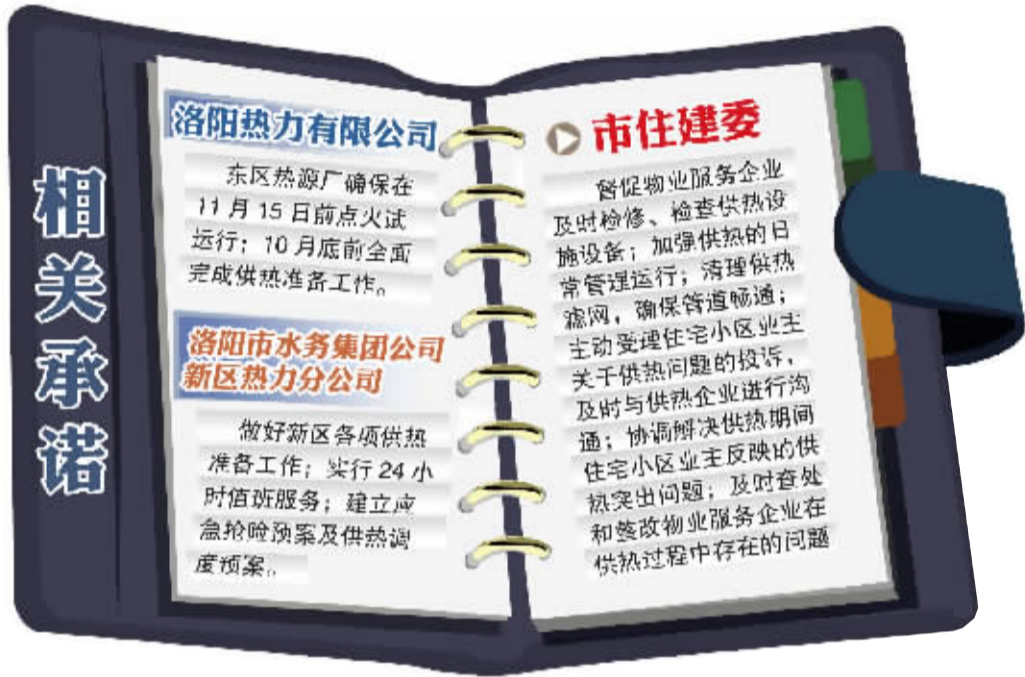 相关承诺
洛阳热力有限公司
东区热源厂确保在
11月15日前点火试
运行；10月底前全面
完成供热准备工作。
洛阳市水务集团公司
新区热力分公司
做好新区各项供热
准备工作；实行24小
时值班服务；建立应
急抢险预案及供热调
度预案。
市住建委
督促物业服务企业
及时检修、检查供热设
施设备；加强供热的日
常管理运行；清理供热
滤网，确保管道畅通；
主动受理住宅小区业主
关于供热问题的投诉，
及时与供热企业进行沟
通；协调解决供热期间
住宅小区业主反映的供
热突出问题；及时查处
和整改物业服务企业在
供热过程中存在的问题